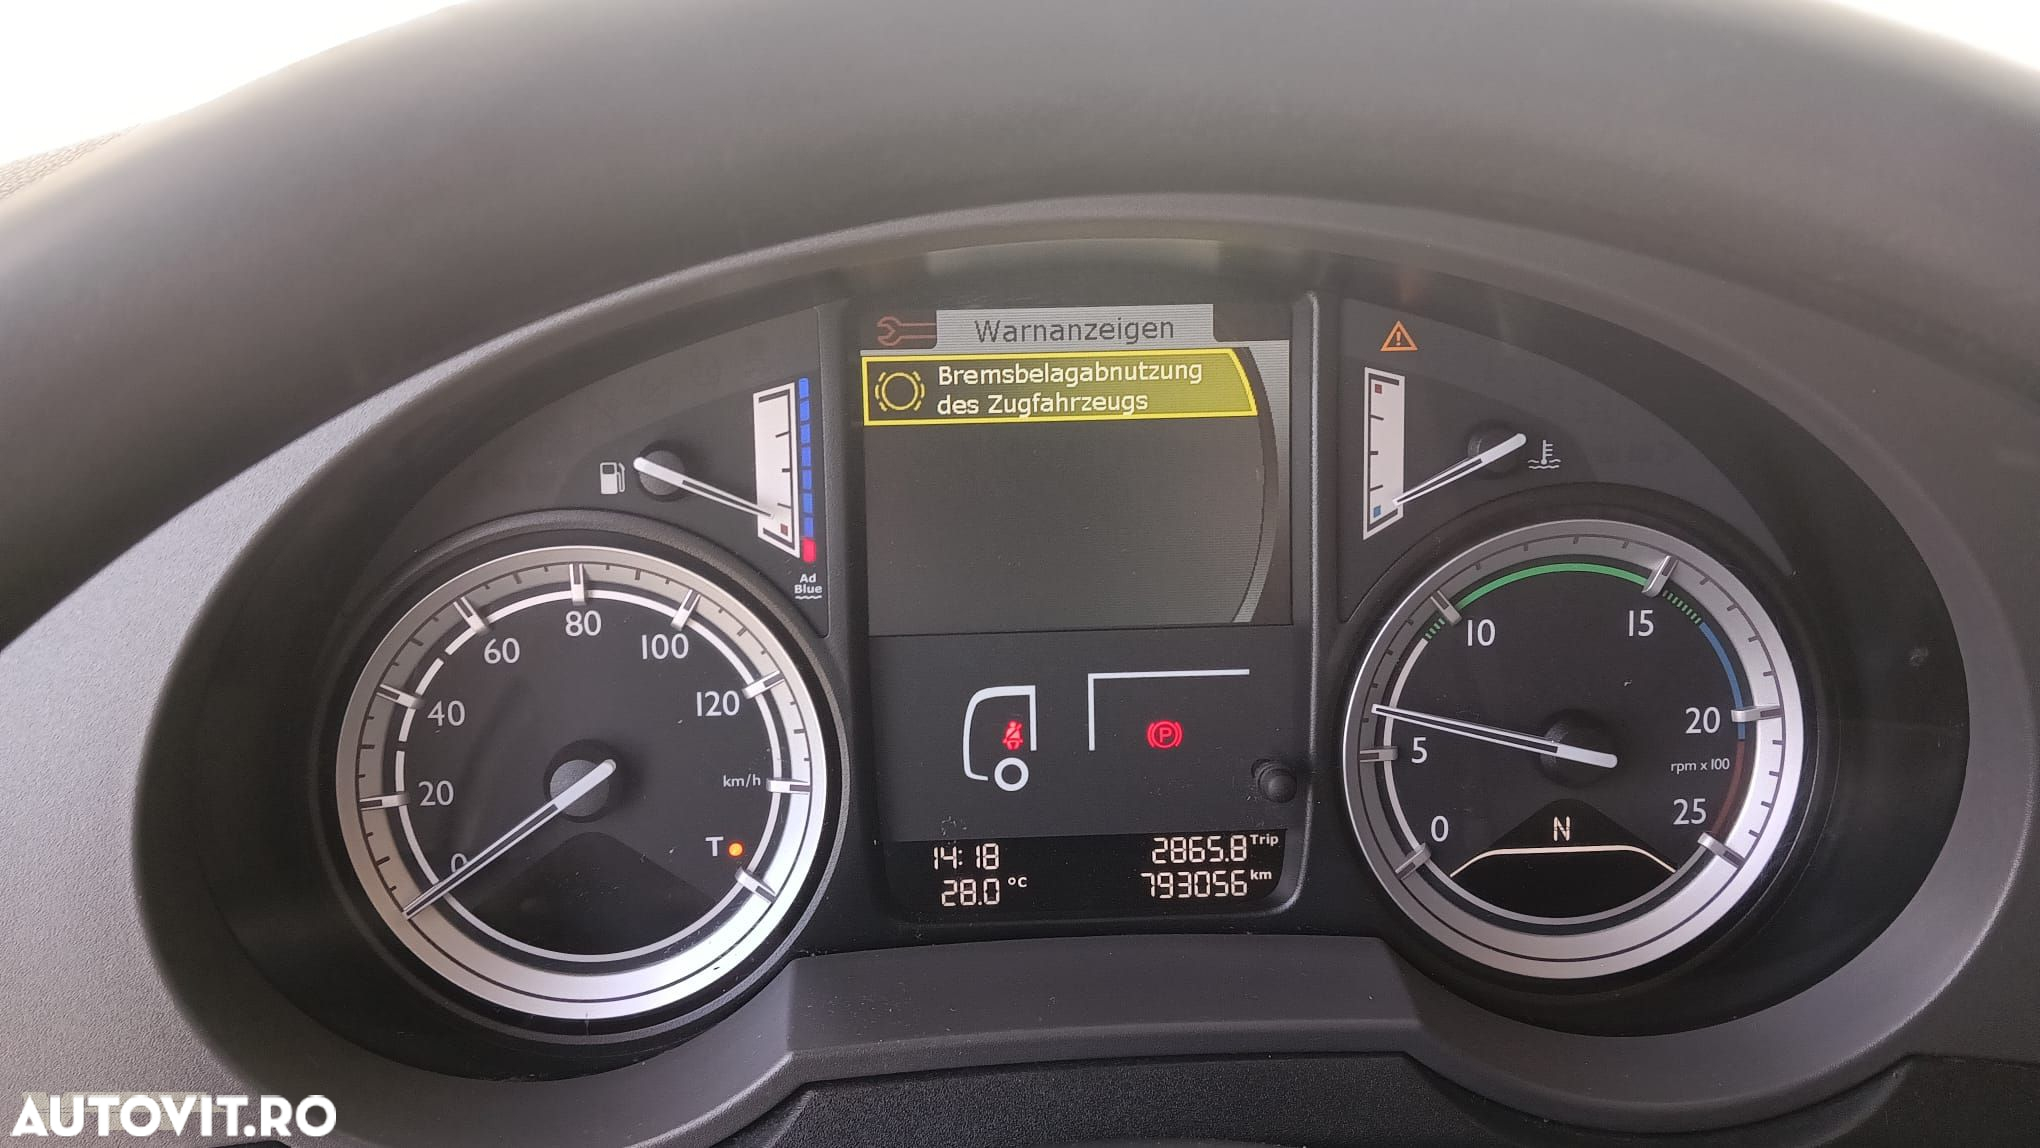 Warnanzeigen
Bremsbelagabnutzung
des Zugfahrzeugs
Ad
Blue
0
20
40
60
80
100
120
km/h
T
P
14:18
28.0 °C
2865.8 Trip
793056 km
0
5
10
15
20
25
rpm x 100
N
AUTOVIT.RO